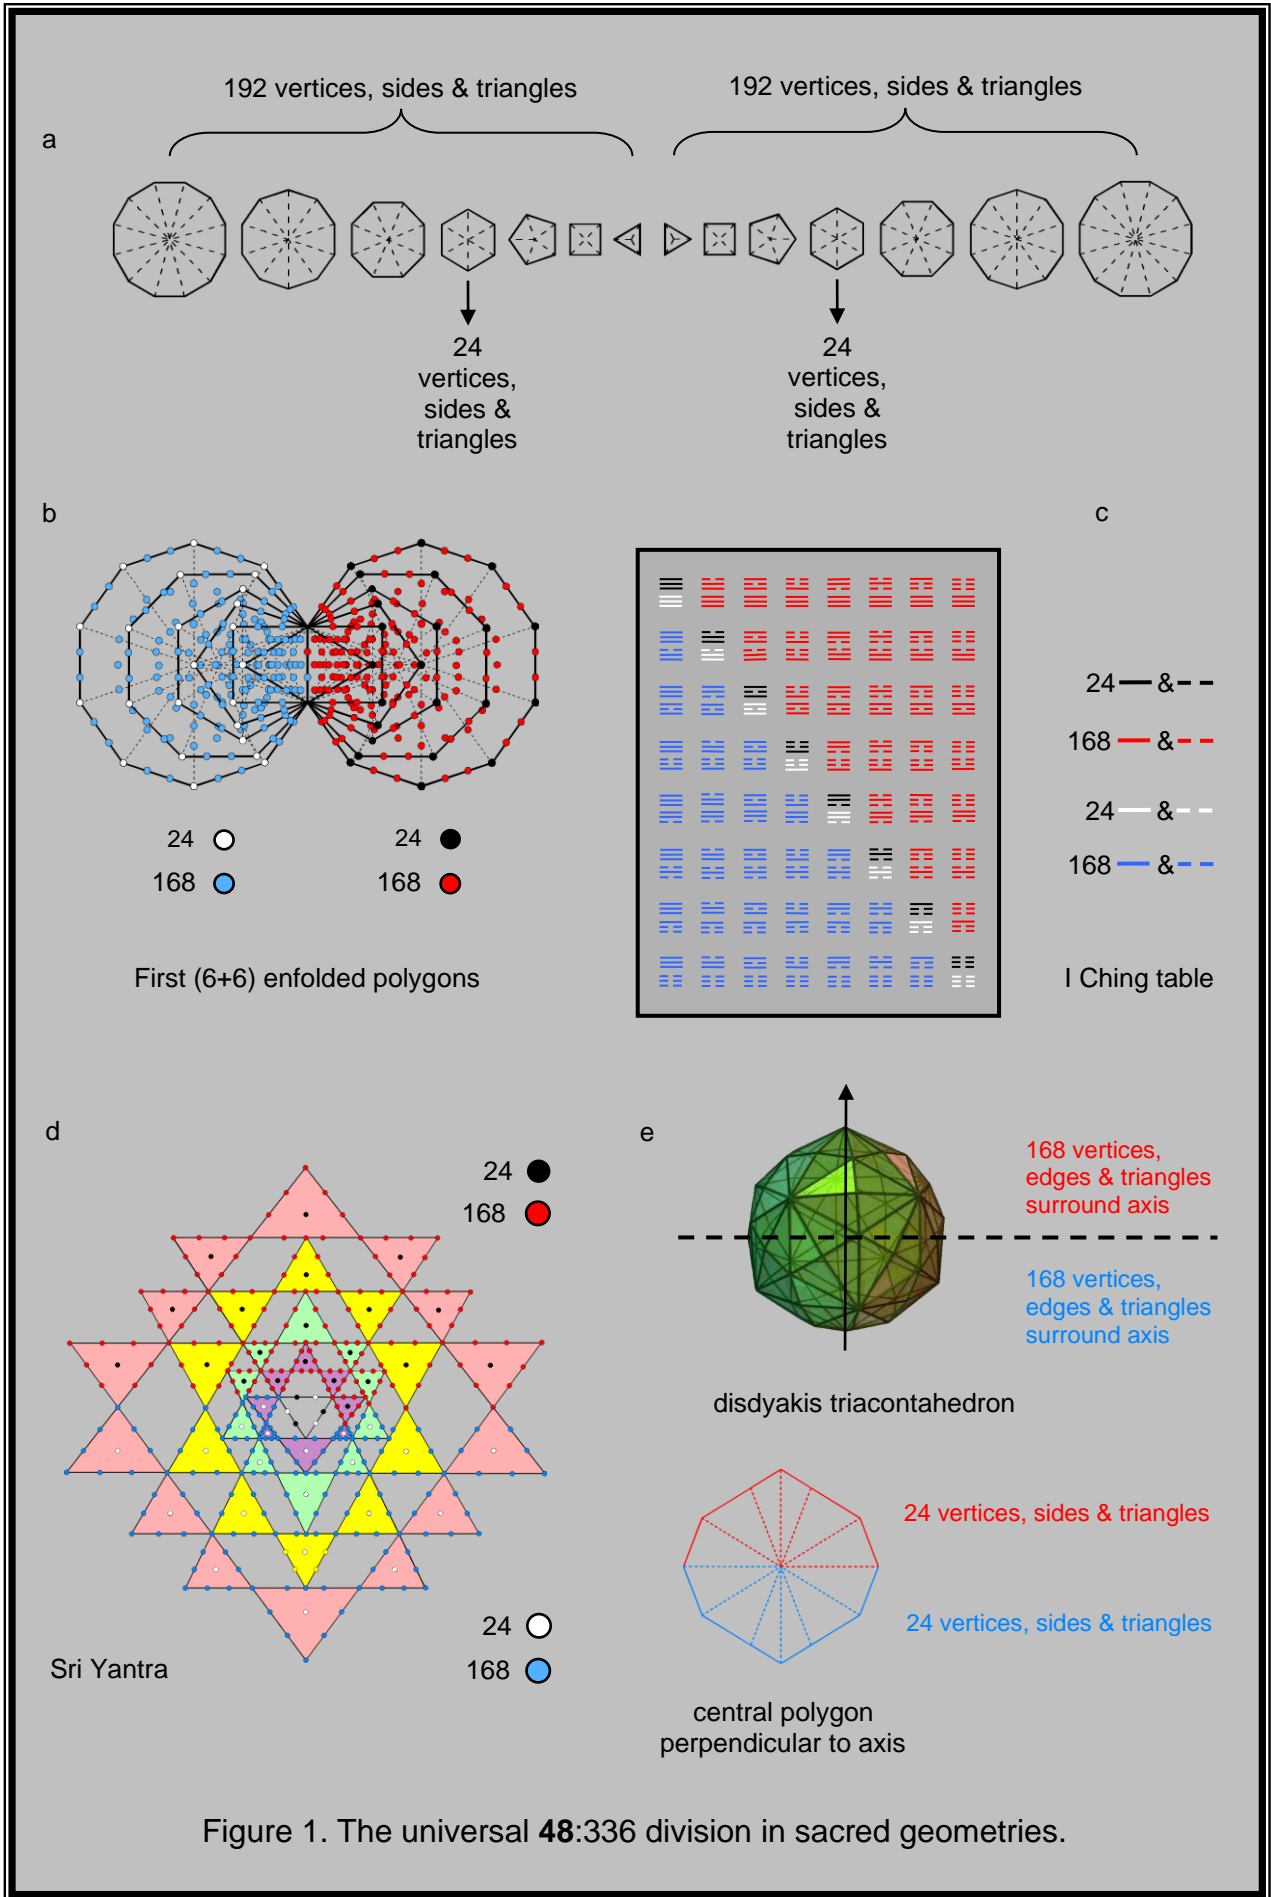 192 vertices, sides & triangles
192 vertices, sides & triangles
a
24
vertices,
sides &
triangles
24
vertices,
sides &
triangles
b
24
168
24
168
First (6+6) enfolded polygons
c
24 &
168 &
24 &
168 &
I Ching table
d
24
168
24
168
Sri Yantra
e
168 vertices,
edges & triangles
surround axis
168 vertices,
edges & triangles
surround axis
disdyakis triacontahedron
24 vertices, sides & triangles
24 vertices, sides & triangles
central polygon
perpendicular to axis
Figure 1. The universal 48:336 division in sacred geometries.